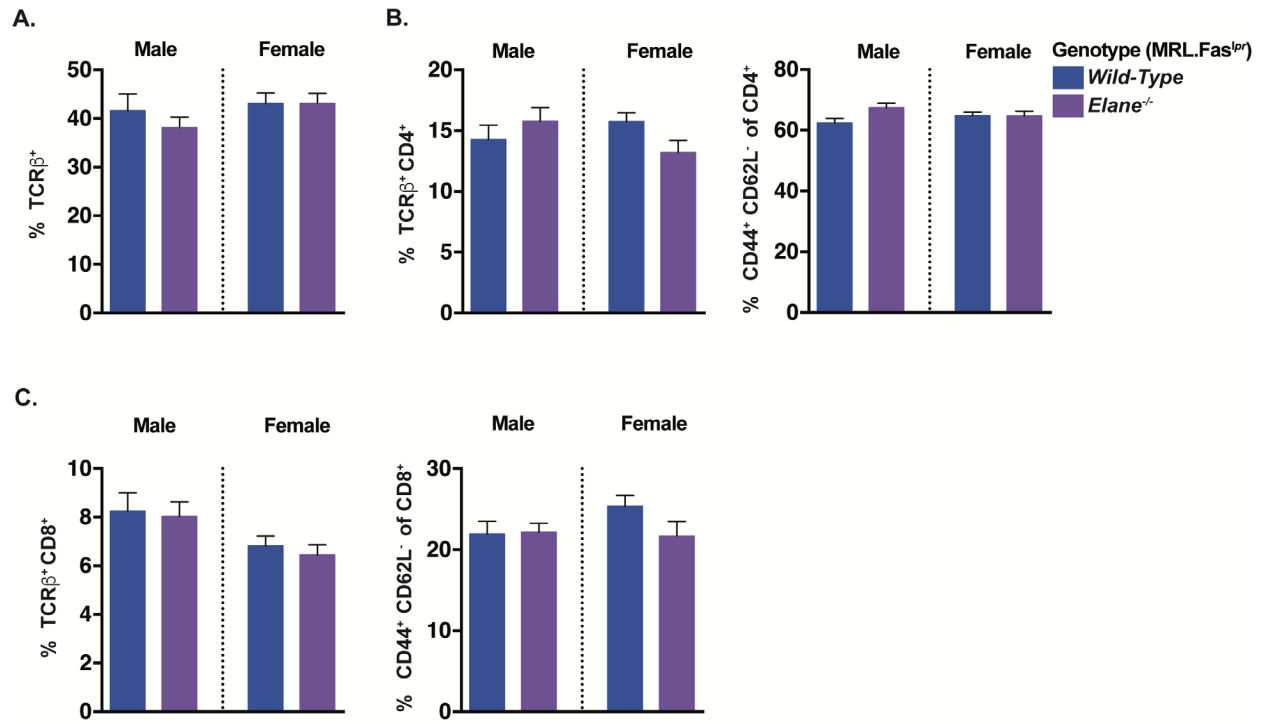 A.
Male Female
% TCRβ⁺
50
40
30
20
10
0
B.
Male Female
% TCRβ⁺ CD4⁺
20
15
10
5
0
Male Female
% CD44⁺ CD62L⁻ of CD4⁺
80
60
40
20
0
Genotype (MRL.Fasˡᵖʳ)
Wild-Type
Elane⁻/⁻
C.
Male Female
% TCRβ⁺ CD8⁺
10
8
6
4
2
0
Male Female
% CD44⁺ CD62L⁻ of CD8⁺
30
20
10
0